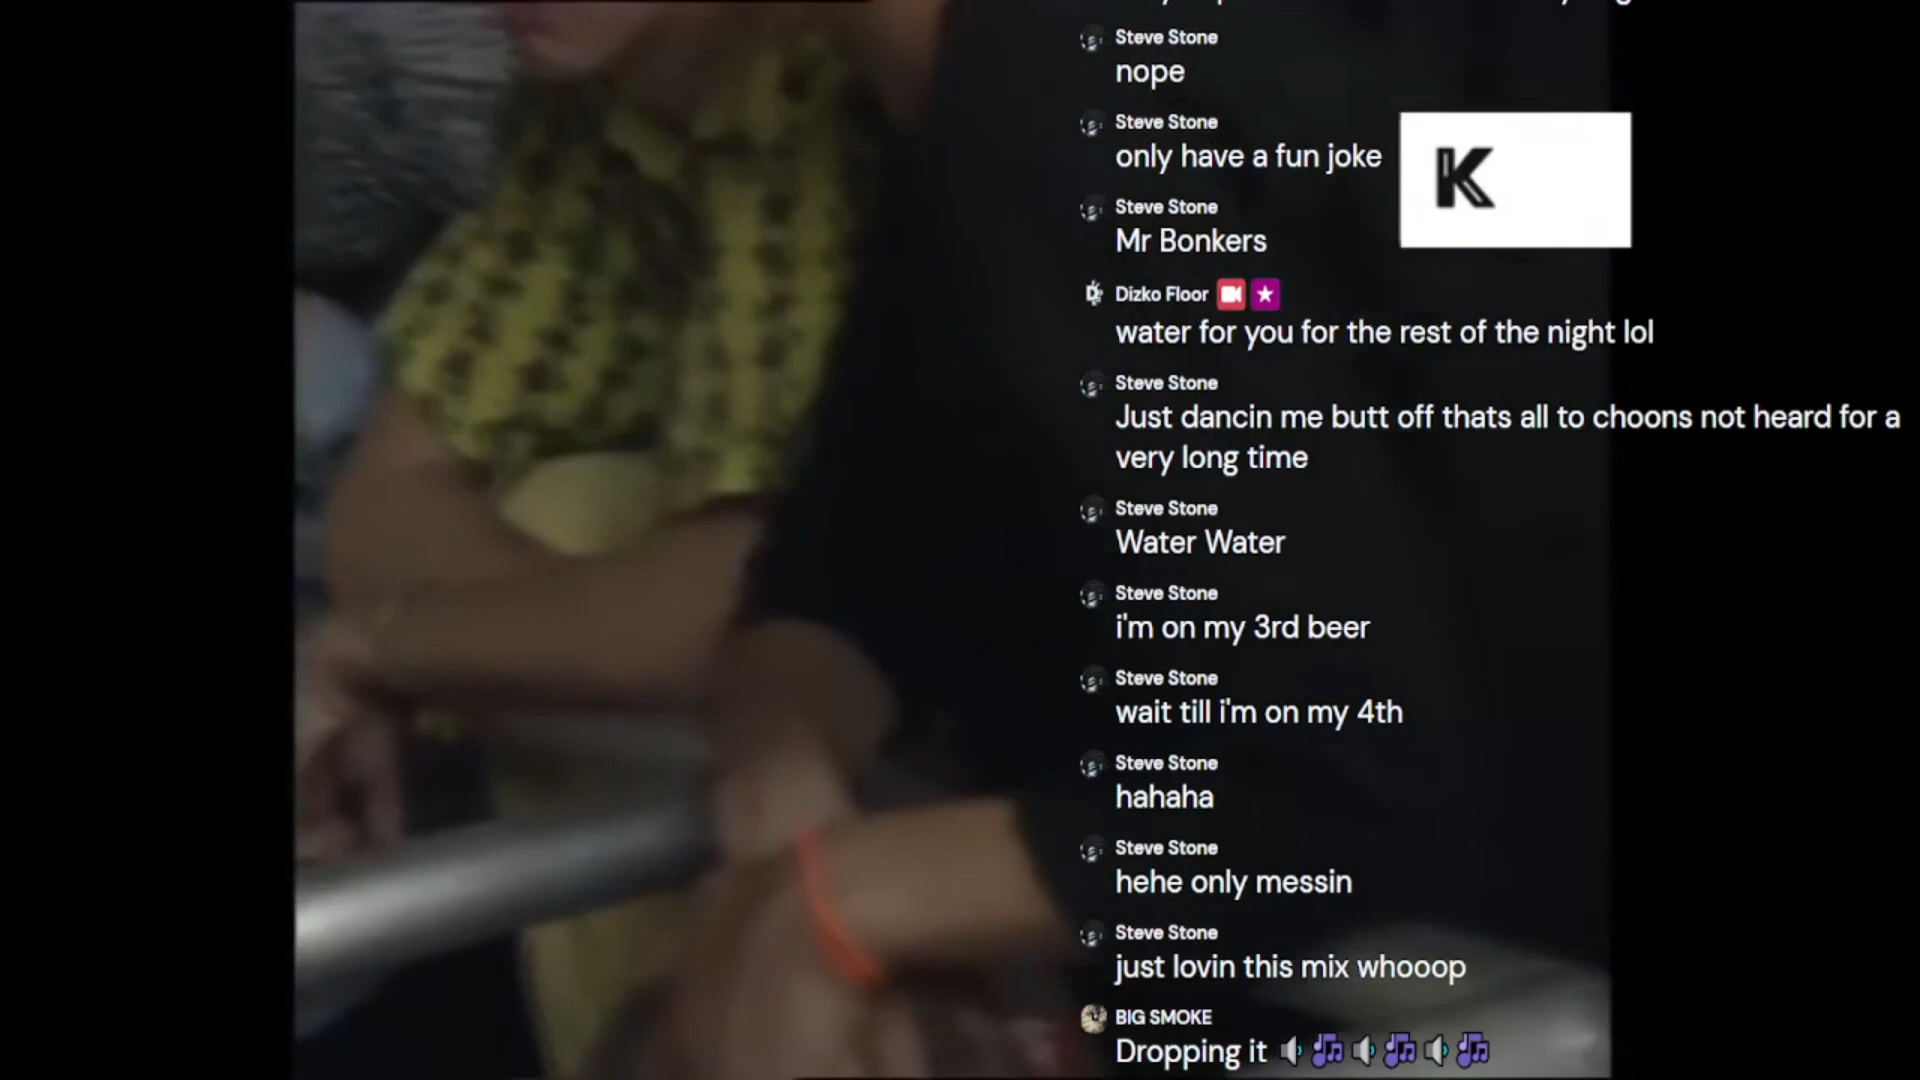 Steve Stone
nope
Steve Stone
only have a fun joke
K
Steve Stone
Mr Bonkers
Dizko Floor
water for you for the rest of the night lol
Steve Stone
Just dancin me butt off thats all to choons not heard for a
very long time
Steve Stone
Water Water
Steve Stone
i'm on my 3rd beer
Steve Stone
wait till i'm on my 4th
Steve Stone
hahaha
Steve Stone
hehe only messin
Steve Stone
just lovin this mix whooop
BIG SMOKE
Dropping it 🔈🎶🔈🎶🔈🎶